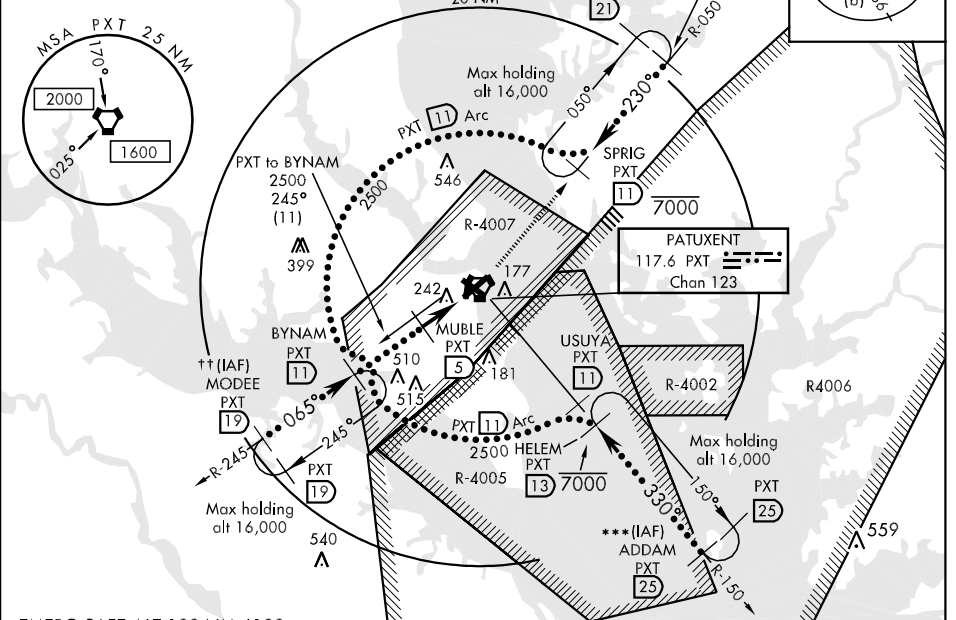 20 NM
21
R-050
(6)
MSA PXT 25 NM
170°
2000
025°
1600
Max holding
alt 16,000
050°
230°
PXT 11 Arc
2500
546
SPRIG
PXT
11
7000
PXT to BYNAM
2500
245°
(11)
399
R-4007
PATUXENT
117.6 PXT
Chan 123
177
242
MUBLE
PXT
5
181
BYNAM
PXT
11
510
515
USUYA
PXT
11
R-4002
R4006
††(IAF)
MODEE
PXT
19
065°
245°
R-245
PXT
19
Max holding
alt 16,000
540
PXT 11 Arc
2500
HELEM
PXT
13
7000
R-4005
Max holding
alt 16,000
150°
330°
PXT
25
***(IAF)
ADDAM
PXT
25
R-150
559